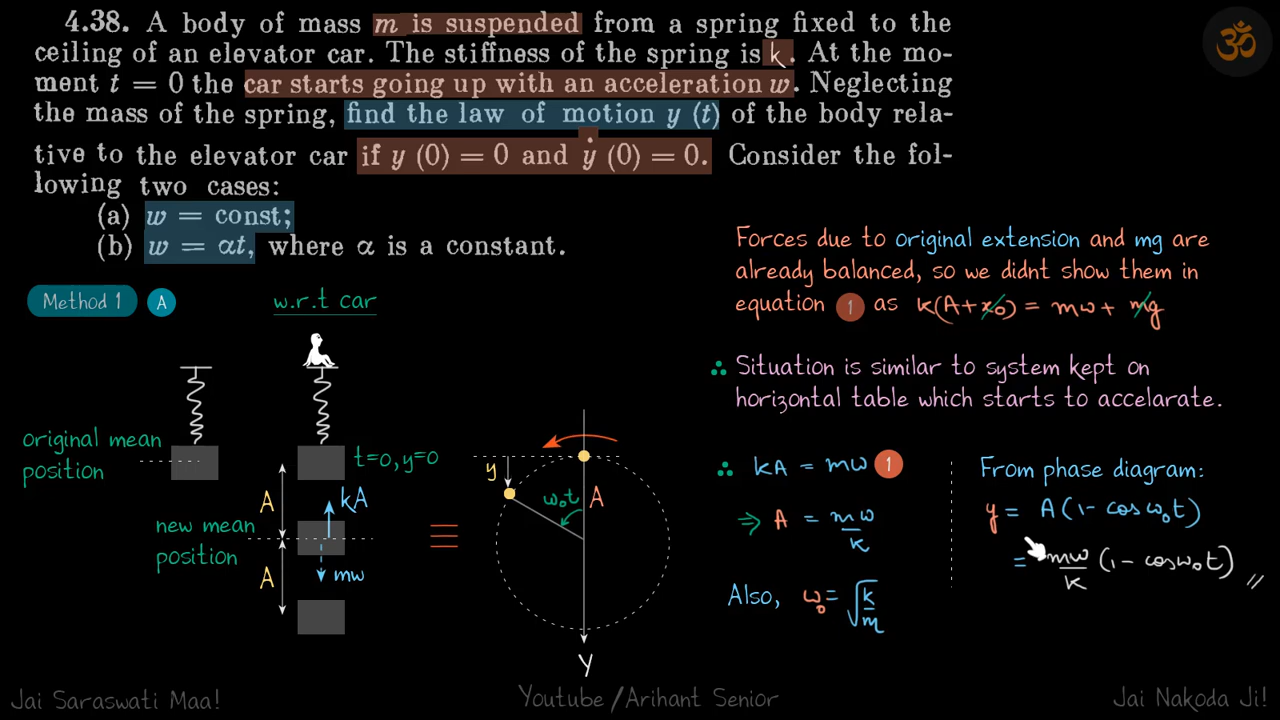 4.38. A body of mass m is suspended from a spring fixed to the
ceiling of an elevator car. The stiffness of the spring is k. At the mo-
ment t = 0 the car starts going up with an acceleration w. Neglecting
the mass of the spring, find the law of motion y (t) of the body rela-
tive to the elevator car if y (0) = 0 and ẏ (0) = 0. Consider the fol-
lowing two cases:
(a) w = const;
(b) w = αt, where α is a constant.
ॐ
Method 1 A w.r.t car
original mean
position
t=0, y=0
A
kA
new mean
position
A
mw
≡
y
ω₀t
A
Y
Forces due to original extension and mg are
already balanced, so we didnt show them in
equation 1 as k(A+x₀) = mw + mg
∴ Situation is similar to system kept on
horizontal table which starts to accelarate.
∴ kA = mw 1
⇒ A = mw/k
Also, ω₀ = √(k/m)
From phase diagram:
y = A(1 - cos ω₀t)
= mw/k (1 - cos ω₀t) //
Jai Saraswati Maa! Youtube/Arihant Senior Jai Nakoda Ji!